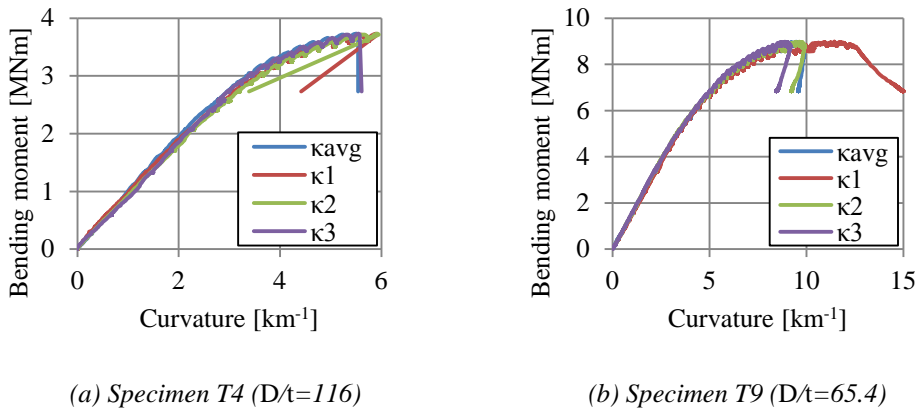 4
3
2
1
0
0 2 4 6
Bending moment [MNm]
Curvature [km-1]
κavg
κ1
κ2
κ3
10
8
6
4
2
0
0 5 10 15
Bending moment [MNm]
Curvature [km-1]
κavg
κ1
κ2
κ3
(a) Specimen T4 (D/t=116)
(b) Specimen T9 (D/t=65.4)